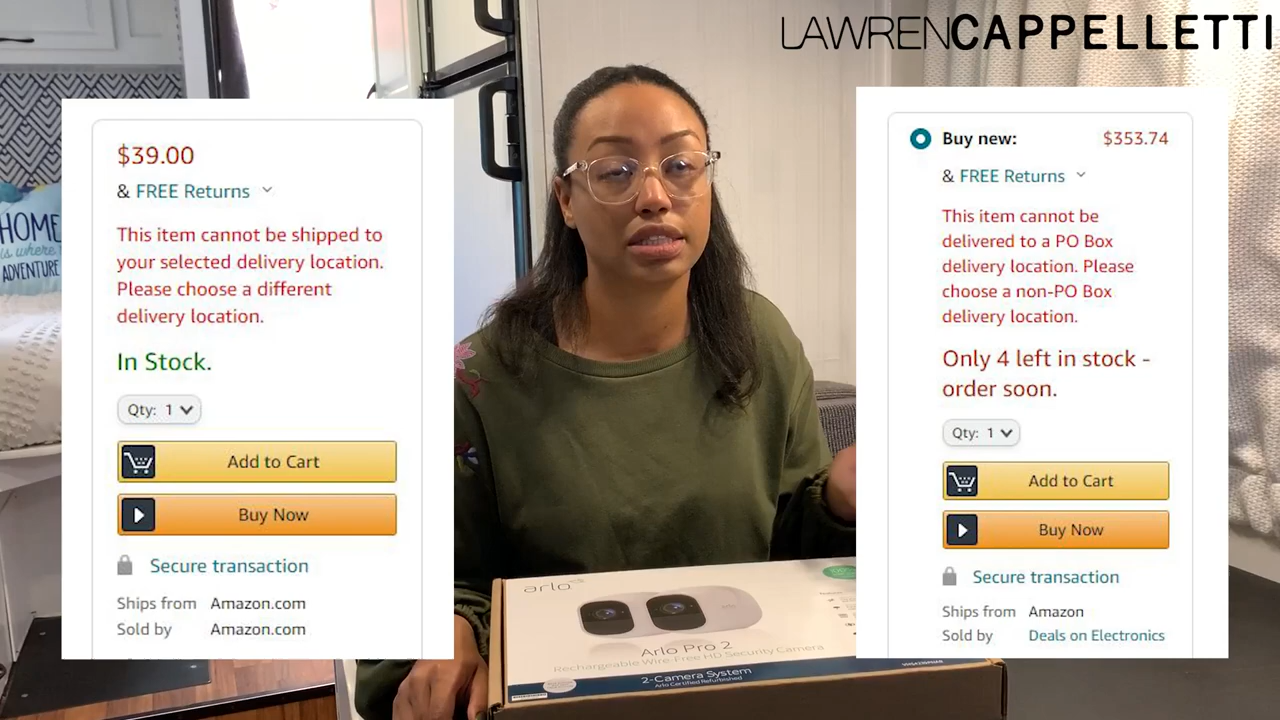 LAWRENCAPPELLETTI
HOME
is where
ADVENTURE
$39.00
& FREE Returns
This item cannot be shipped to
your selected delivery location.
Please choose a different
delivery location.
In Stock.
Qty: 1
Add to Cart
Buy Now
Secure transaction
Ships from Amazon.com
Sold by Amazon.com
Buy new: $353.74
& FREE Returns
This item cannot be
delivered to a PO Box
delivery location. Please
choose a non-PO Box
delivery location.
Only 4 left in stock -
order soon.
Qty: 1
Add to Cart
Buy Now
Secure transaction
Ships from Amazon
Sold by Deals on Electronics
arlo
Arlo Pro 2
Rechargeable Wire-Free HD Security Camera
2-Camera System
Arlo Certified Refurbished